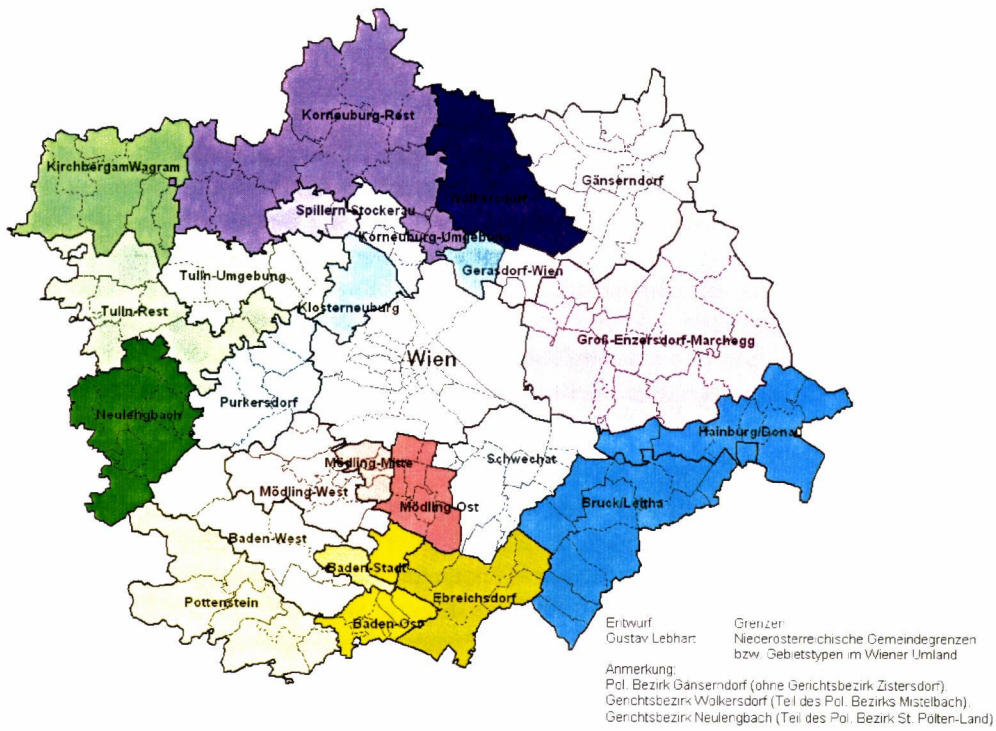 Korneuburg-Rest
KirchbergamWagram
Gänserndorf
Wolkersdorf
Spillern-Stockerau
Korneuburg-Umgebung
Gerasdorf-Wien
Tulln-Umgebung
Klosterneuburg
Tulln-Rest
Groß-Enzersdorf-Marchegg
Wien
Purkersdorf
Neulengbach
Hainburg/Donau
Schwechat
Mödling-Mitte
Mödling-West
Mödling-Ost
Bruck/Leitha
Baden-West
Baden-Stadt
Ebreichsdorf
Pottenstein
Baden-Ost
Entwurf
Gustav Lebhart
Grenzen
Niederösterreichische Gemeindegrenzen
bzw. Gebietstypen im Wiener Umland
Anmerkung:
Pol. Bezirk Gänserndorf (ohne Gerichtsbezirk Zistersdorf).
Gerichtsbezirk Wolkersdorf (Teil des Pol. Bezirks Mistelbach).
Gerichtsbezirk Neulengbach (Teil des Pol. Bezirk St. Pölten-Land)